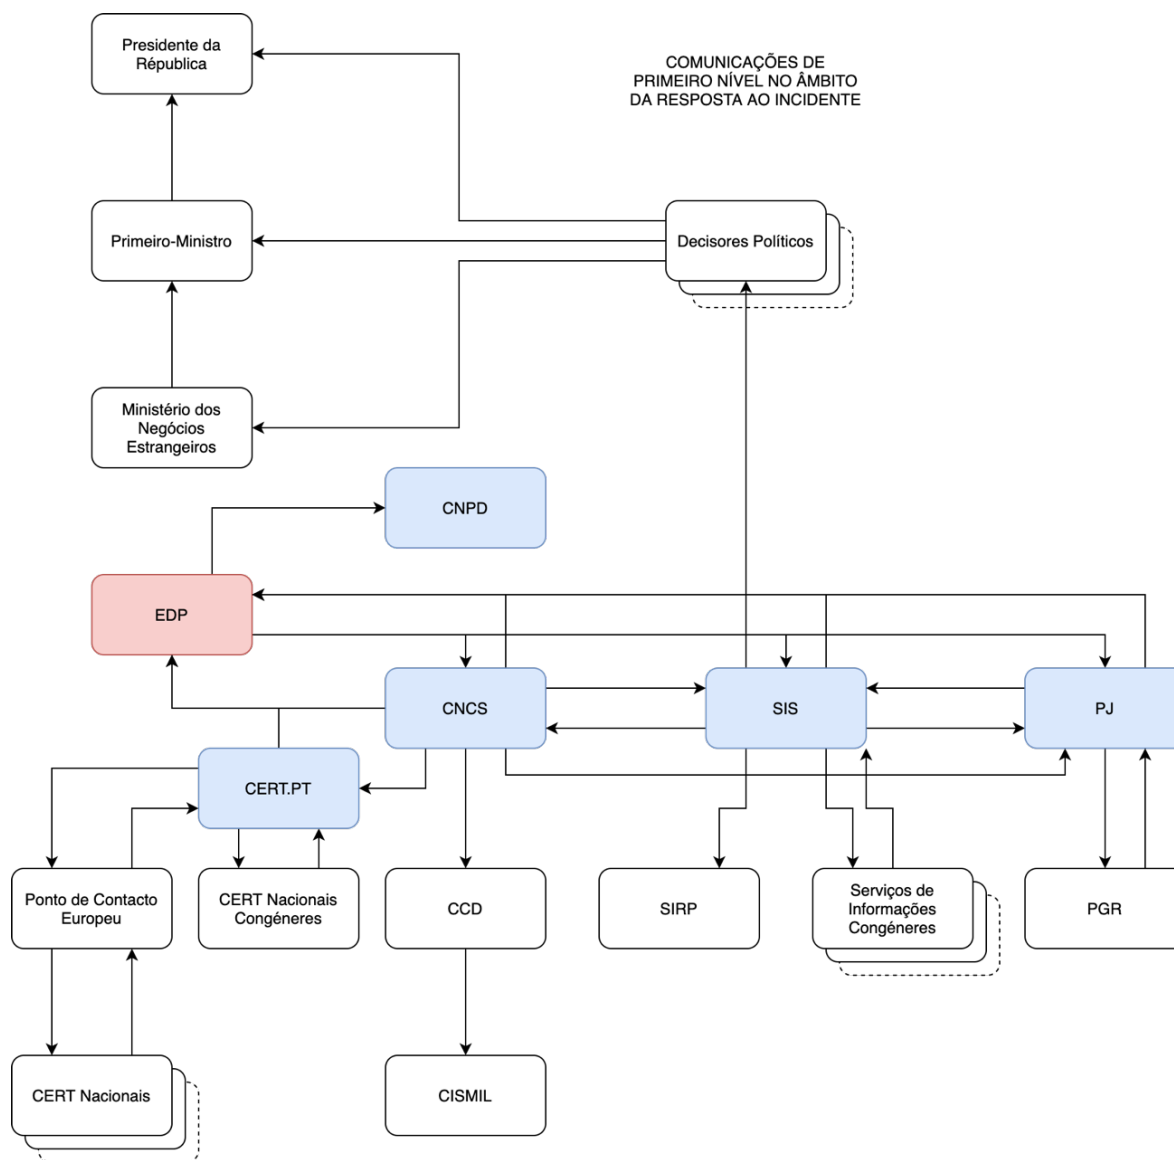 Presidente da
Répública
COMUNICAÇÕES DE
PRIMEIRO NÍVEL NO ÂMBITO
DA RESPOSTA AO INCIDENTE
Primeiro-Ministro
Decisores Políticos
Ministério dos
Negócios
Estrangeiros
CNPD
EDP
CNCS
SIS
PJ
CERT.PT
Ponto de Contacto
Europeu
CERT Nacionais
Congéneres
CCD
SIRP
Serviços de
Informações
Congéneres
PGR
CERT Nacionais
CISMIL